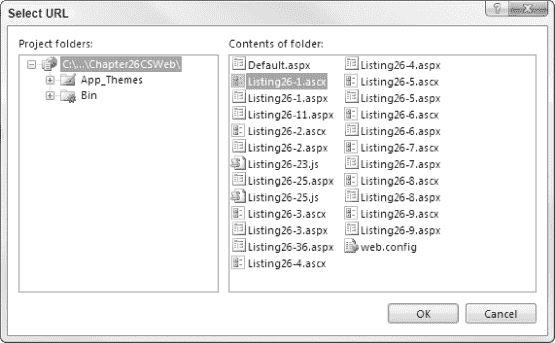 Select URL
Project folders:
C:\...\Chapter26CSWeb\
App_Themes
Bin
Contents of folder:
Default.aspx
Listing26-1.ascx
Listing26-1.aspx
Listing26-11.aspx
Listing26-2.ascx
Listing26-2.aspx
Listing26-23.js
Listing26-25.aspx
Listing26-25.js
Listing26-3.ascx
Listing26-3.aspx
Listing26-36.aspx
Listing26-4.ascx
Listing26-4.aspx
Listing26-5.ascx
Listing26-5.aspx
Listing26-6.ascx
Listing26-6.aspx
Listing26-7.ascx
Listing26-7.aspx
Listing26-8.ascx
Listing26-8.aspx
Listing26-9.ascx
Listing26-9.aspx
web.config
OK
Cancel